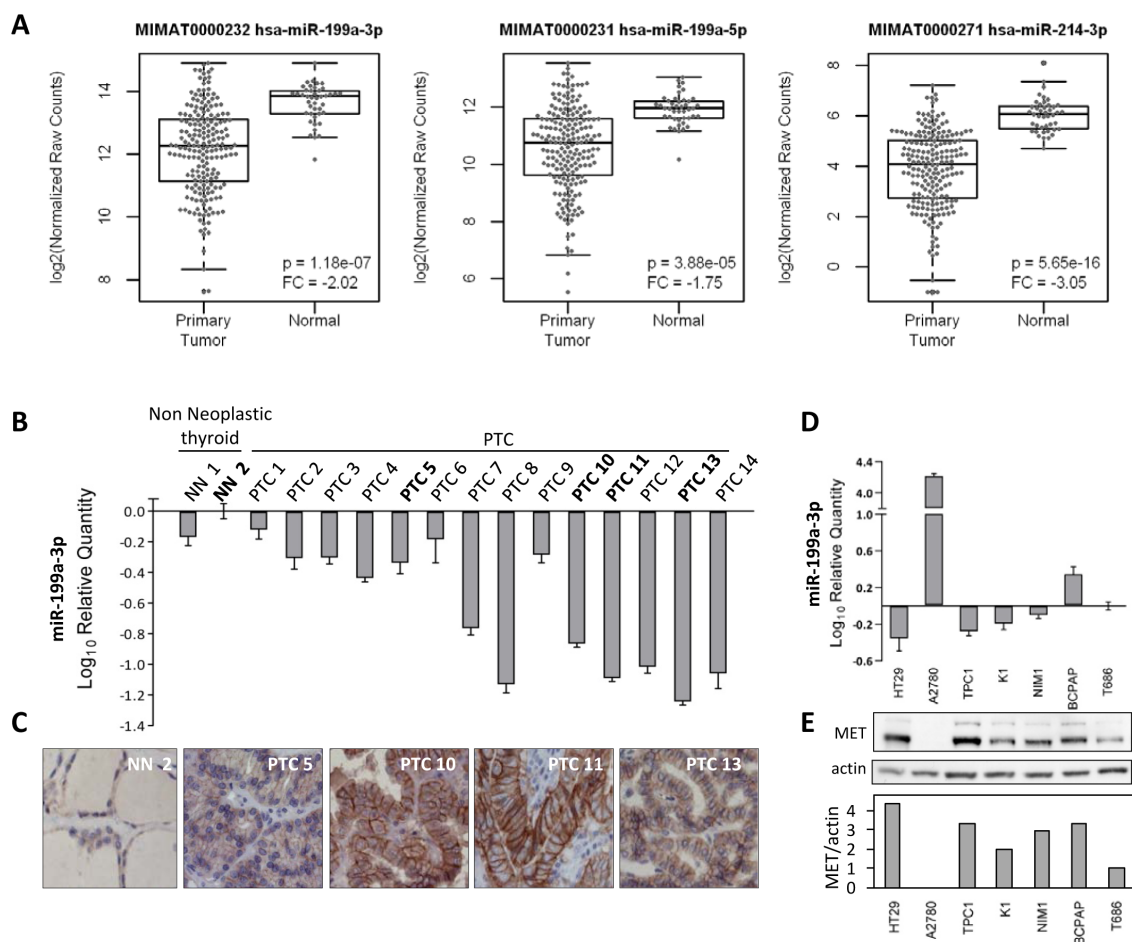 A
MIMAT0000232 hsa-miR-199a-3p
log2(Normalized Raw Counts)
14
12
10
8
p = 1.18e-07
FC = -2.02
Primary
Tumor
Normal
MIMAT0000231 hsa-miR-199a-5p
log2(Normalized Raw Counts)
12
10
8
6
p = 3.88e-05
FC = -1.75
Primary
Tumor
Normal
MIMAT0000271 hsa-miR-214-3p
log2(Normalized Raw Counts)
8
6
4
2
0
p = 5.65e-16
FC = -3.05
Primary
Tumor
Normal
B
Non Neoplastic
thyroid
PTC
NN 1
NN 2
PTC 1
PTC 2
PTC 3
PTC 4
PTC 5
PTC 6
PTC 7
PTC 8
PTC 9
PTC 10
PTC 11
PTC 12
PTC 13
PTC 14
miR-199a-3p
Log10 Relative Quantity
0.0
-0.2
-0.4
-0.6
-0.8
-1.0
-1.2
-1.4
C
NN 2
PTC 5
PTC 10
PTC 11
PTC 13
D
miR-199a-3p
Log10 Relative Quantity
4.4
4.0
1.0
0.6
0.2
-0.2
-0.6
HT29
A2780
TPC1
K1
NIM1
BCPAP
T686
E
MET
actin
MET/actin
4
3
2
1
0
HT29
A2780
TPC1
K1
NIM1
BCPAP
T686